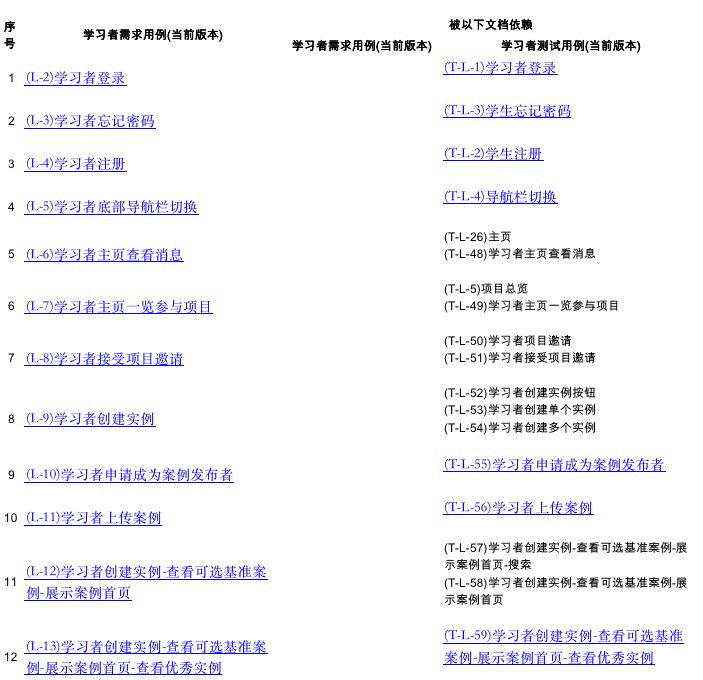 序号
学习者需求用例(当前版本)
被以下文档依赖
学习者需求用例(当前版本)
学习者测试用例(当前版本)
1 (L-2)学习者登录 (T-L-1)学习者登录
2 (L-3)学习者忘记密码 (T-L-3)学生忘记密码
3 (L-4)学习者注册 (T-L-2)学生注册
4 (L-5)学习者底部导航栏切换 (T-L-4)导航栏切换
5 (L-6)学习者主页查看消息
(T-L-26)主页
(T-L-48)学习者主页查看消息
6 (L-7)学习者主页一览参与项目
(T-L-5)项目总览
(T-L-49)学习者主页一览参与项目
7 (L-8)学习者接受项目邀请
(T-L-50)学习者项目邀请
(T-L-51)学习者接受项目邀请
8 (L-9)学习者创建实例
(T-L-52)学习者创建实例按钮
(T-L-53)学习者创建单个实例
(T-L-54)学习者创建多个实例
9 (L-10)学习者申请成为案例发布者 (T-L-55)学习者申请成为案例发布者
10 (L-11)学习者上传案例 (T-L-56)学习者上传案例
11 (L-12)学习者创建实例-查看可选基准案
例-展示案例首页
(T-L-57)学习者创建实例-查看可选基准案例-展
示案例首页-搜索
(T-L-58)学习者创建实例-查看可选基准案例-展
示案例首页
12 (L-13)学习者创建实例-查看可选基准案
例-展示案例首页-查看优秀实例
(T-L-59)学习者创建实例-查看可选基准
案例-展示案例首页-查看优秀实例